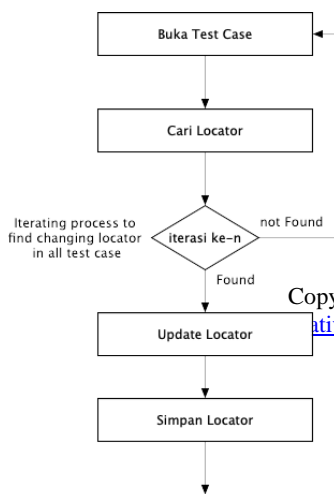 Buka Test Case
Cari Locator
Iterating process to
find changing locator
in all test case
iterasi ke-n
not Found
Found
Update Locator
Simpan Locator